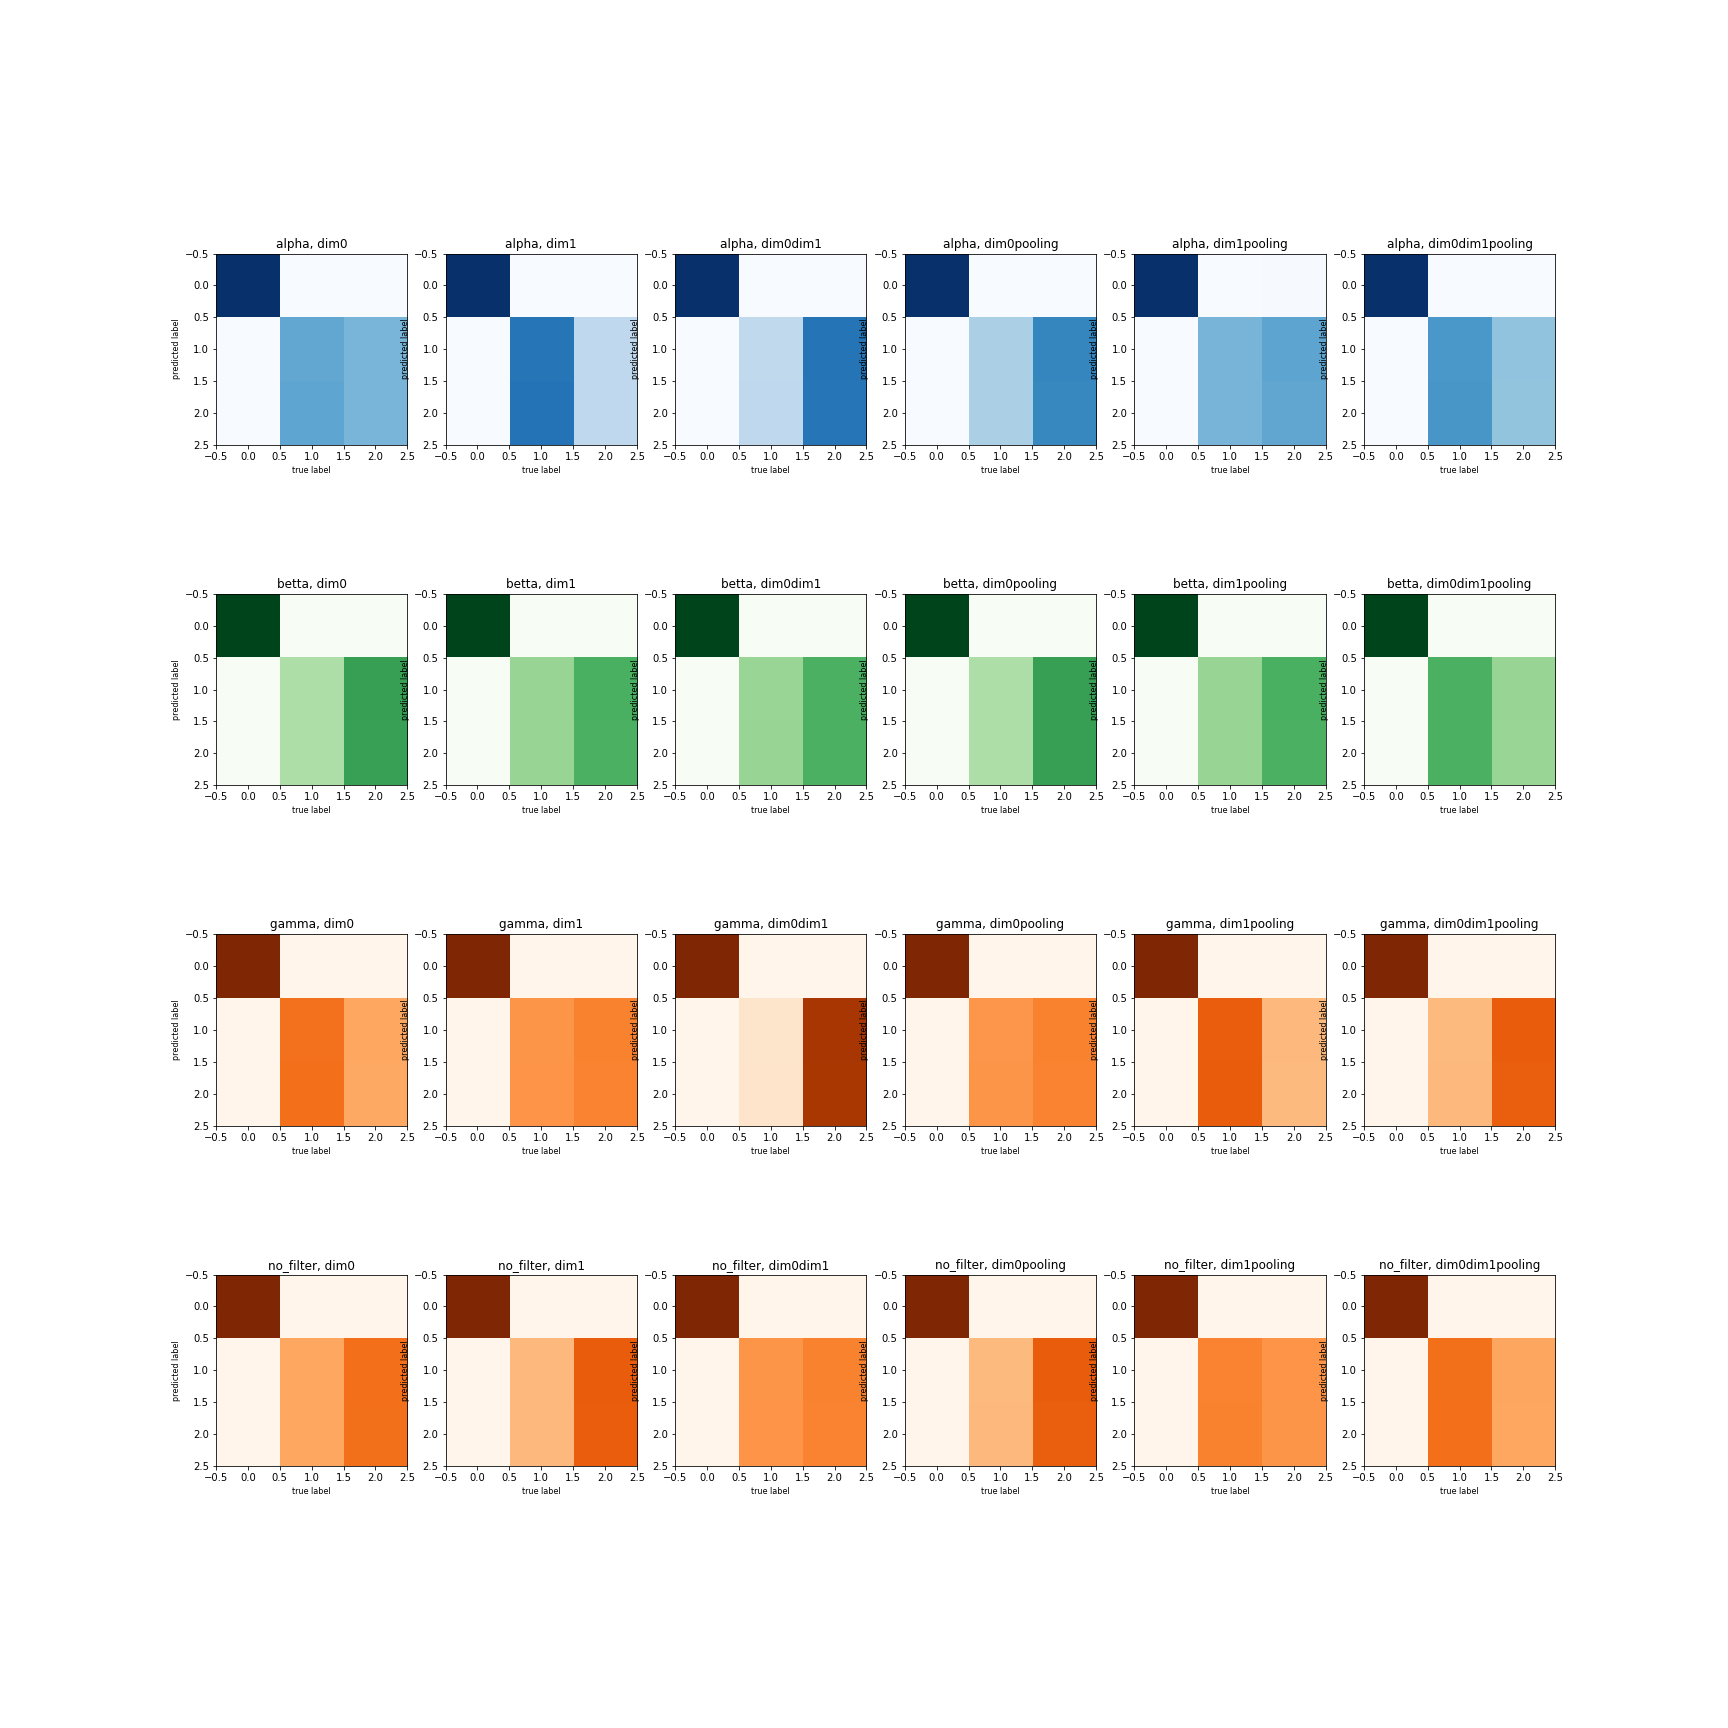 alpha, dim0 alpha, dim1 alpha, dim0dim1 alpha, dim0pooling alpha, dim1pooling alpha, dim0dim1pooling
−0.5 −0.5 −0.5 −0.5 −0.5 −0.5
0.0 0.0 0.0 0.0 0.0 0.0
0.5 0.5 0.5 0.5 0.5 0.5
predicted label predicted label predicted label predicted label predicted label predicted label
1.0 1.0 1.0 1.0 1.0 1.0
1.5 1.5 1.5 1.5 1.5 1.5
2.0 2.0 2.0 2.0 2.0 2.0
2.5 2.5 2.5 2.5 2.5 2.5
−0.5 0.0 0.5 1.0 1.5 2.0 2.5 −0.5 0.0 0.5 1.0 1.5 2.0 2.5 −0.5 0.0 0.5 1.0 1.5 2.0 2.5 −0.5 0.0 0.5 1.0 1.5 2.0 2.5 −0.5 0.0 0.5 1.0 1.5 2.0 2.5 −0.5 0.0 0.5 1.0 1.5 2.0 2.5
true label true label true label true label true label true label
betta, dim0 betta, dim1 betta, dim0dim1 betta, dim0pooling betta, dim1pooling betta, dim0dim1pooling
−0.5 −0.5 −0.5 −0.5 −0.5 −0.5
0.0 0.0 0.0 0.0 0.0 0.0
0.5 0.5 0.5 0.5 0.5 0.5
predicted label predicted label predicted label predicted label predicted label predicted label
1.0 1.0 1.0 1.0 1.0 1.0
1.5 1.5 1.5 1.5 1.5 1.5
2.0 2.0 2.0 2.0 2.0 2.0
2.5 2.5 2.5 2.5 2.5 2.5
−0.5 0.0 0.5 1.0 1.5 2.0 2.5 −0.5 0.0 0.5 1.0 1.5 2.0 2.5 −0.5 0.0 0.5 1.0 1.5 2.0 2.5 −0.5 0.0 0.5 1.0 1.5 2.0 2.5 −0.5 0.0 0.5 1.0 1.5 2.0 2.5 −0.5 0.0 0.5 1.0 1.5 2.0 2.5
true label true label true label true label true label true label
gamma, dim0 gamma, dim1 gamma, dim0dim1 gamma, dim0pooling gamma, dim1pooling gamma, dim0dim1pooling
−0.5 −0.5 −0.5 −0.5 −0.5 −0.5
0.0 0.0 0.0 0.0 0.0 0.0
0.5 0.5 0.5 0.5 0.5 0.5
predicted label predicted label predicted label predicted label predicted label predicted label
1.0 1.0 1.0 1.0 1.0 1.0
1.5 1.5 1.5 1.5 1.5 1.5
2.0 2.0 2.0 2.0 2.0 2.0
2.5 2.5 2.5 2.5 2.5 2.5
−0.5 0.0 0.5 1.0 1.5 2.0 2.5 −0.5 0.0 0.5 1.0 1.5 2.0 2.5 −0.5 0.0 0.5 1.0 1.5 2.0 2.5 −0.5 0.0 0.5 1.0 1.5 2.0 2.5 −0.5 0.0 0.5 1.0 1.5 2.0 2.5 −0.5 0.0 0.5 1.0 1.5 2.0 2.5
true label true label true label true label true label true label
no_filter, dim0 no_filter, dim1 no_filter, dim0dim1 no_filter, dim0pooling no_filter, dim1pooling no_filter, dim0dim1pooling
−0.5 −0.5 −0.5 −0.5 −0.5 −0.5
0.0 0.0 0.0 0.0 0.0 0.0
0.5 0.5 0.5 0.5 0.5 0.5
predicted label predicted label predicted label predicted label predicted label predicted label
1.0 1.0 1.0 1.0 1.0 1.0
1.5 1.5 1.5 1.5 1.5 1.5
2.0 2.0 2.0 2.0 2.0 2.0
2.5 2.5 2.5 2.5 2.5 2.5
−0.5 0.0 0.5 1.0 1.5 2.0 2.5 −0.5 0.0 0.5 1.0 1.5 2.0 2.5 −0.5 0.0 0.5 1.0 1.5 2.0 2.5 −0.5 0.0 0.5 1.0 1.5 2.0 2.5 −0.5 0.0 0.5 1.0 1.5 2.0 2.5 −0.5 0.0 0.5 1.0 1.5 2.0 2.5
true label true label true label true label true label true label